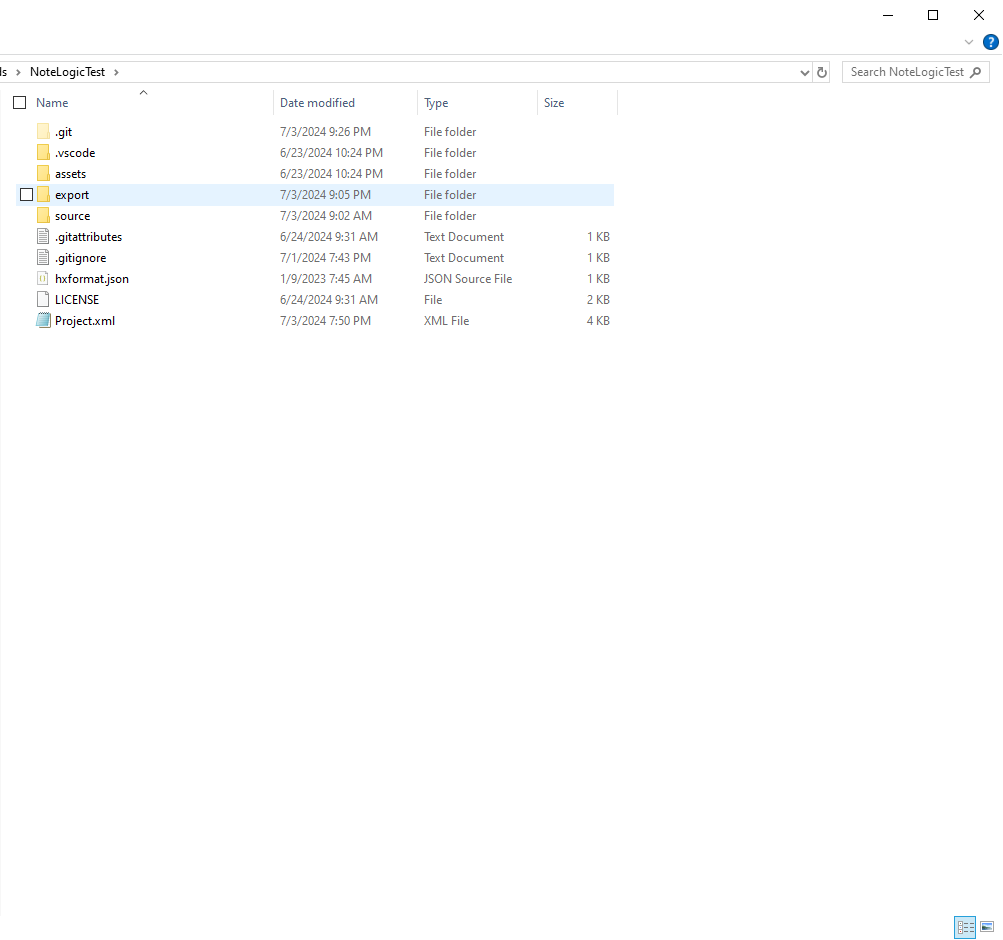 ?
ls > NoteLogicTest >
Search NoteLogicTest
Name Date modified Type Size
.git 7/3/2024 9:26 PM File folder
.vscode 6/23/2024 10:24 PM File folder
assets 6/23/2024 10:24 PM File folder
export 7/3/2024 9:05 PM File folder
source 7/3/2024 9:02 AM File folder
.gitattributes 6/24/2024 9:31 AM Text Document 1 KB
.gitignore 7/1/2024 7:43 PM Text Document 1 KB
hxformat.json 1/9/2023 7:45 AM JSON Source File 1 KB
LICENSE 6/24/2024 9:31 AM File 2 KB
Project.xml 7/3/2024 7:50 PM XML File 4 KB